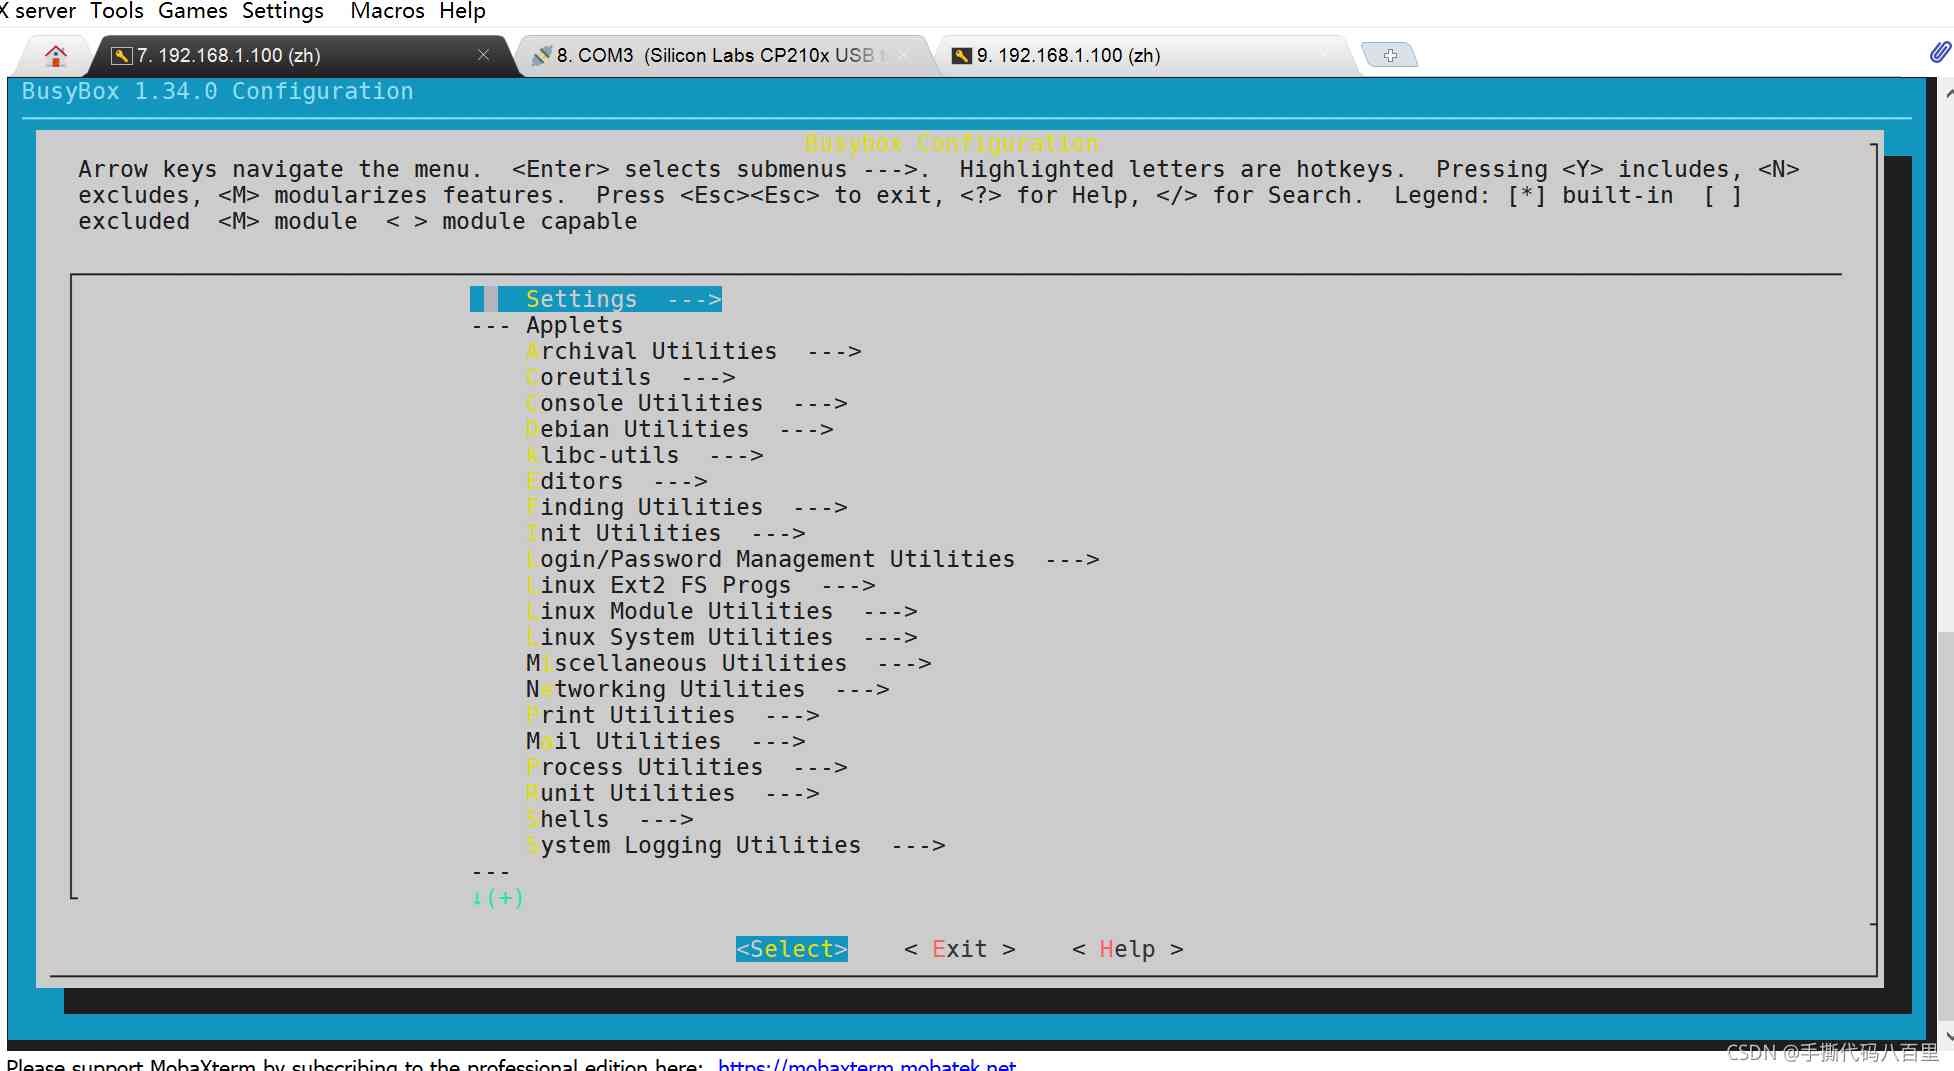 X server Tools Games Settings Macros Help
7. 192.168.1.100 (zh)
8. COM3 (Silicon Labs CP210x USB
9. 192.168.1.100 (zh)
BusyBox 1.34.0 Configuration
Busybox Configuration
Arrow keys navigate the menu.  <Enter> selects submenus --->.  Highlighted letters are hotkeys.  Pressing <Y> includes, <N>
excludes, <M> modularizes features.  Press <Esc><Esc> to exit, <?> for Help, </> for Search.  Legend: [*] built-in  [ ]
excluded  <M> module  < > module capable
Settings  --->
--- Applets
Archival Utilities  --->
Coreutils  --->
Console Utilities  --->
Debian Utilities  --->
klibc-utils  --->
Editors  --->
Finding Utilities  --->
Init Utilities  --->
Login/Password Management Utilities  --->
Linux Ext2 FS Progs  --->
Linux Module Utilities  --->
Linux System Utilities  --->
Miscellaneous Utilities  --->
Networking Utilities  --->
Print Utilities  --->
Mail Utilities  --->
Process Utilities  --->
Runit Utilities  --->
Shells  --->
System Logging Utilities  --->
---
↓(+)
<Select>    < Exit >    < Help >
Please support MobaXterm by subscribing to the professional edition here: https://mobaxterm.mobatek.net
CSDN @手撕代码八百里